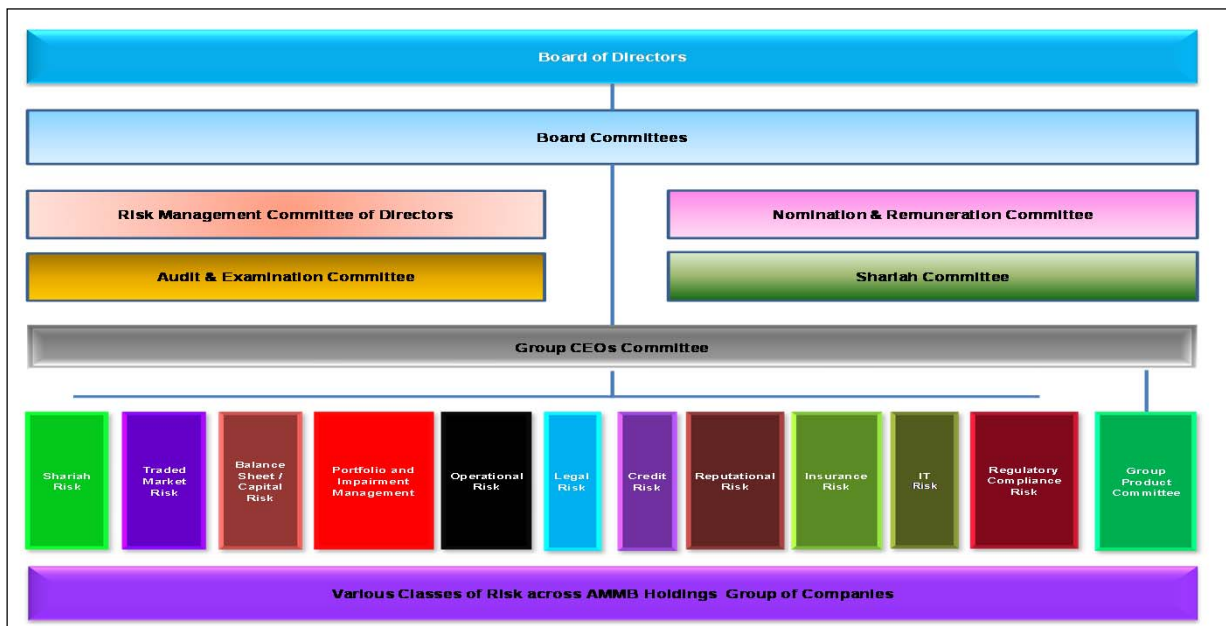 Board of Directors
Board Committees
Risk Management Committee of Directors
Nomination & Remuneration Committee
Audit & Examination Committee
Shariah Committee
Group CEOs Committee
Shariah
Risk
Traded
Market
Risk
Balance
Sheet /
Capital
Risk
Portfolio and
Impairment
Management
Operational
Risk
Legal
Risk
Credit
Risk
Reputational
Risk
Insurance
Risk
IT
Risk
Regulatory
Compliance
Risk
Group
Product
Committee
Various Classes of Risk across AMMB Holdings Group of Companies